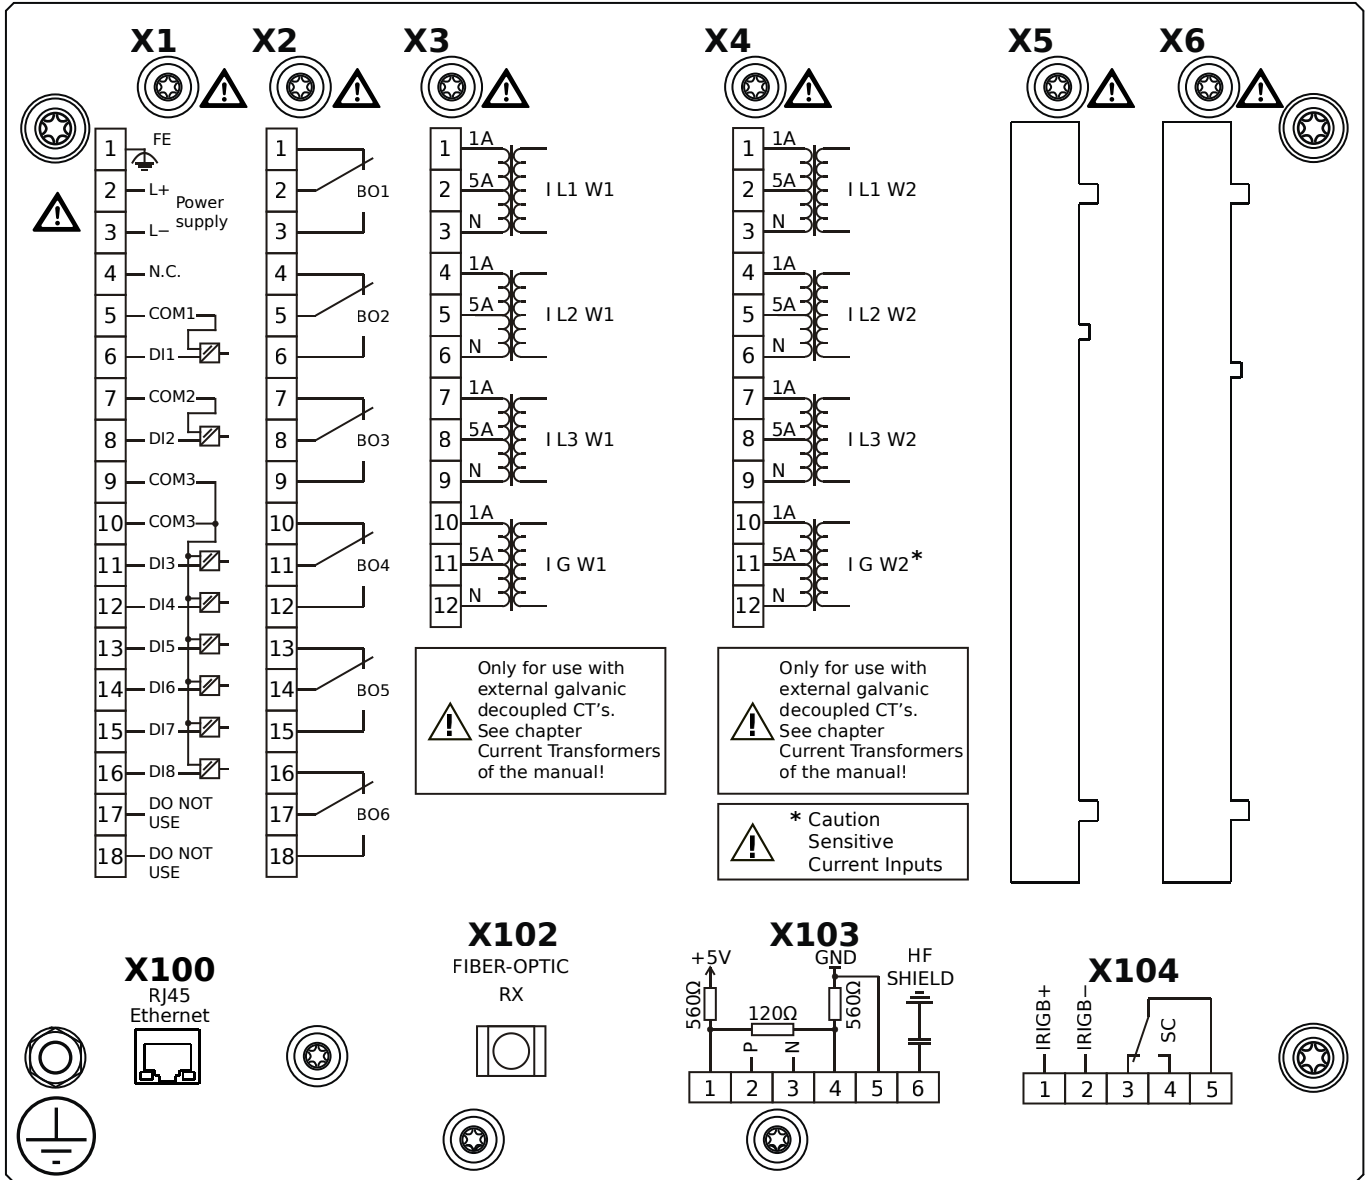 X1
X2
X3
X4
X5
X6
1 FE
2 L+
Power
supply
3 L−
4 N.C.
5 COM1
6 DI1
7 COM2
8 DI2
9 COM3
10 COM3
11 DI3
12 DI4
13 DI5
14 DI6
15 DI7
16 DI8
17 DO NOT
USE
18 DO NOT
USE
1
2 BO1
3
4
5 BO2
6
7
8 BO3
9
10
11 BO4
12
13
14 BO5
15
16
17 BO6
18
1 1A
2 5A I L1 W1
3 N
4 1A
5 5A I L2 W1
6 N
7 1A
8 5A I L3 W1
9 N
10 1A
11 5A I G W1
12 N
Only for use with
external galvanic
decoupled CT's.
See chapter
Current Transformers
of the manual!
1 1A
2 5A I L1 W2
3 N
4 1A
5 5A I L2 W2
6 N
7 1A
8 5A I L3 W2
9 N
10 1A
11 5A I G W2*
12 N
Only for use with
external galvanic
decoupled CT's.
See chapter
Current Transformers
of the manual!
* Caution
Sensitive
Current Inputs
X100
RJ45
Ethernet
X102
FIBER-OPTIC
RX
X103
+5V
GND
HF
SHIELD
560Ω
120Ω
560Ω
P
N
1 2 3 4 5 6
X104
IRIGB+
IRIGB−
SC
1 2 3 4 5